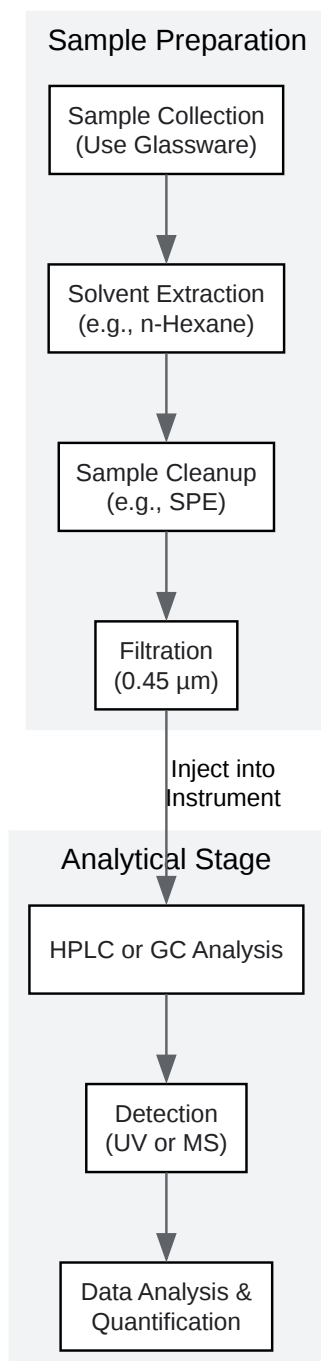 Sample Preparation
Sample Collection
(Use Glassware)
Solvent Extraction
(e.g., n-Hexane)
Sample Cleanup
(e.g., SPE)
Filtration
(0.45 µm)
Inject into
Instrument
Analytical Stage
HPLC or GC Analysis
Detection
(UV or MS)
Data Analysis &
Quantification